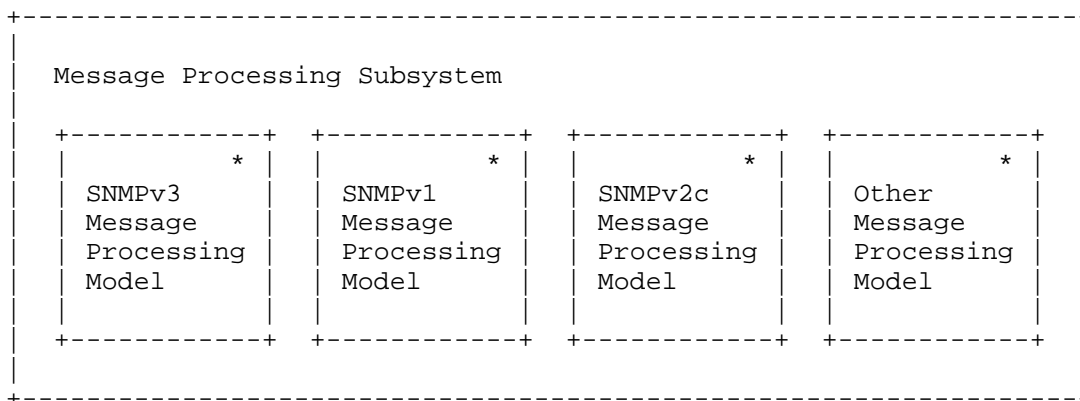 Message Processing Subsystem
* * * *
SNMPv3 SNMPv1 SNMPv2c Other
Message Message Message Message
Processing Processing Processing Processing
Model Model Model Model